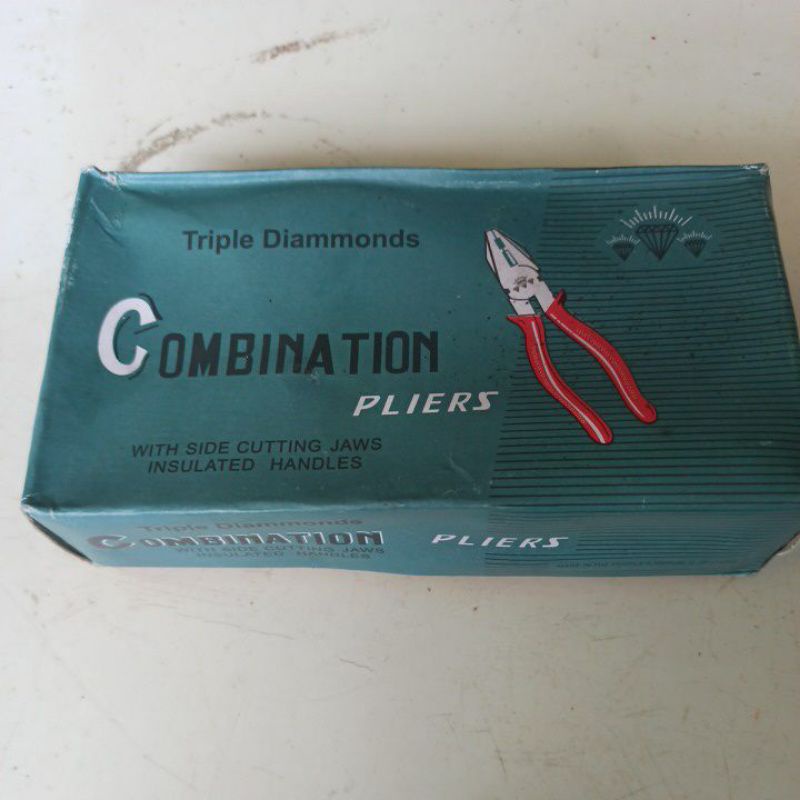 Triple Diammonds
COMBINATION
PLIERS
WITH SIDE CUTTING JAWS
INSULATED HANDLES
Triple Diammonds
COMBINATION PLIERS
WITH SIDE CUTTING JAWS
INSULATED HANDLES